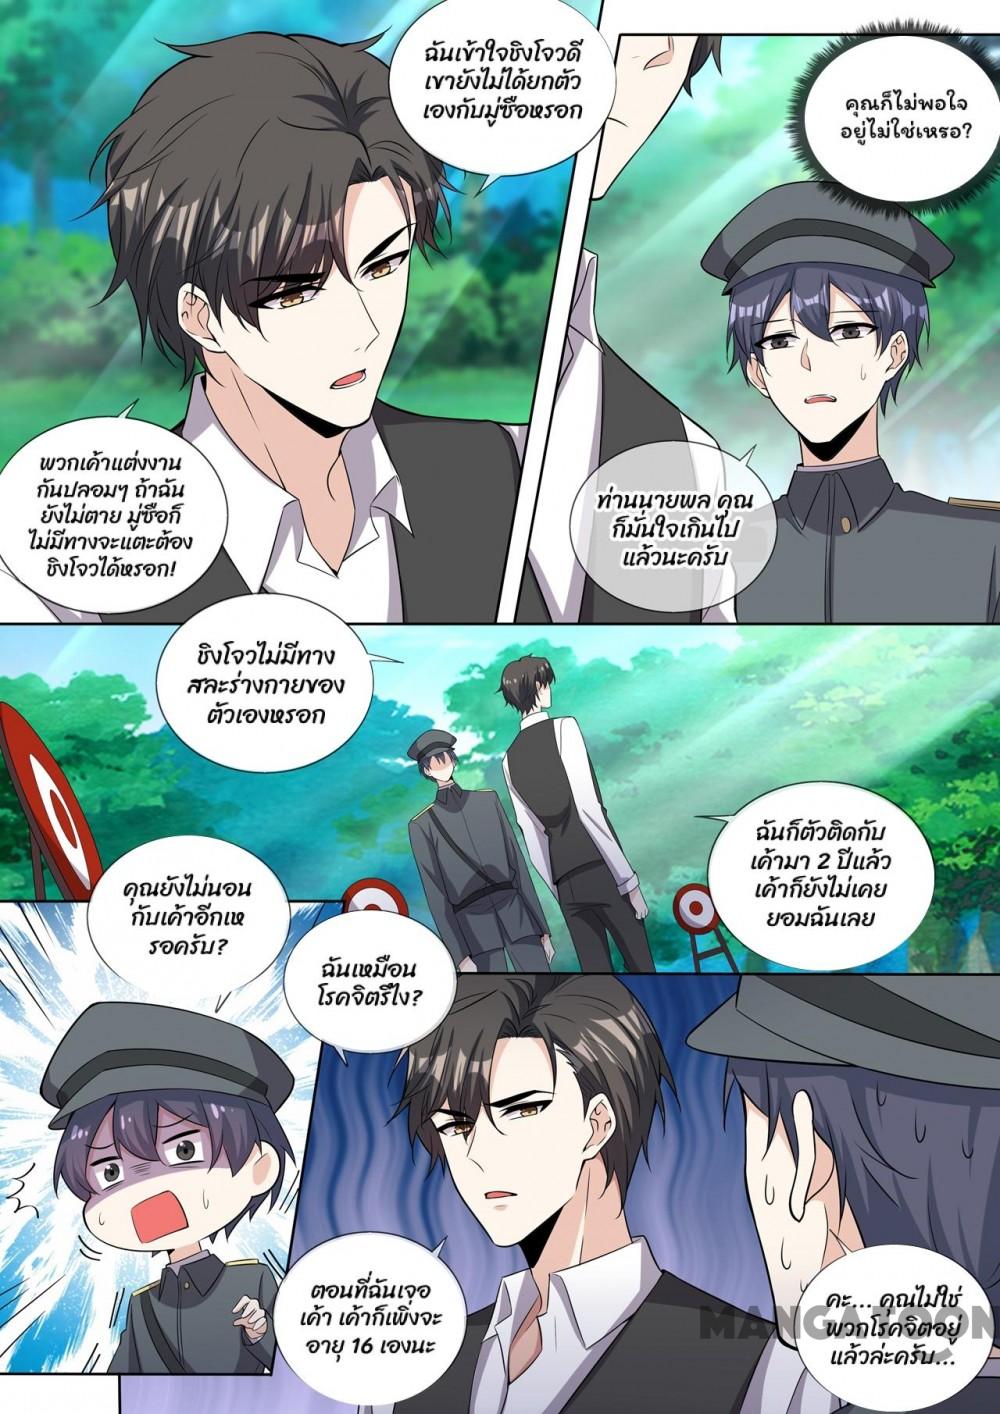 ฉันเข้าใจชิงโจวดี
เขายังไม่ได้ยกตัว
เองกับมู่ซือหรอก
คุณก็ไม่พอใจ
อยู่ไม่ใช่เหรอ?
พวกเค้าแต่งงาน
กันปลอมๆ ถ้าฉัน
ยังไม่ตาย มู่ซือก็
ไม่มีทางจะแตะต้อง
ชิงโจวได้หรอก!
ท่านนายพล คุณ
ก็มั่นใจเกินไป
แล้วนะครับ
ชิงโจวไม่มีทาง
สละร่างกายของ
ตัวเองหรอก
ฉันก็ตัวติดกับ
เค้ามา 2 ปีแล้ว
เค้าก็ยังไม่เคย
ยอมฉันเลย
คุณยังไม่นอน
กับเค้าอีกเห
รอครับ?
ฉันเหมือน
โรคจิตรึไง?
ตอนที่ฉันเจอ
เค้า เค้าก็เพิ่งจะ
อายุ 16 เองนะ
คะ... คุณไม่ใช่
พวกโรคจิตอยู่
แล้วล่ะครับ...
MANGATOON